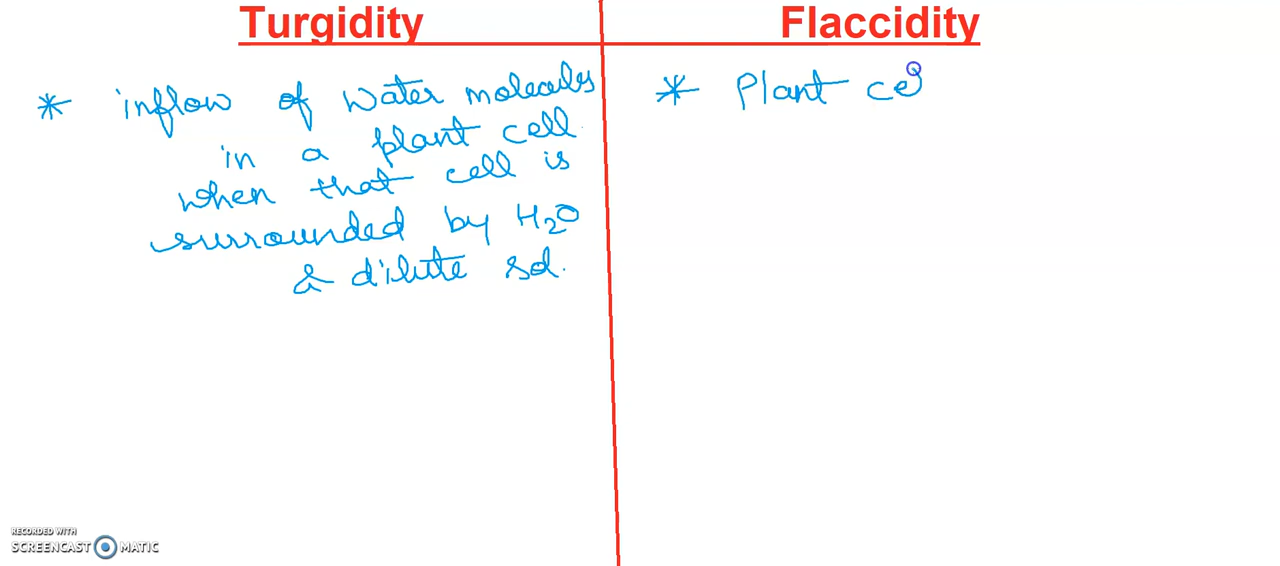 Turgidity
Flaccidity
* inflow of Water molecules
in a plant cell
when that cell is
surrounded by H2O
& dilute sol.
* Plant ce
RECORDED WITH
SCREENCAST MATIC